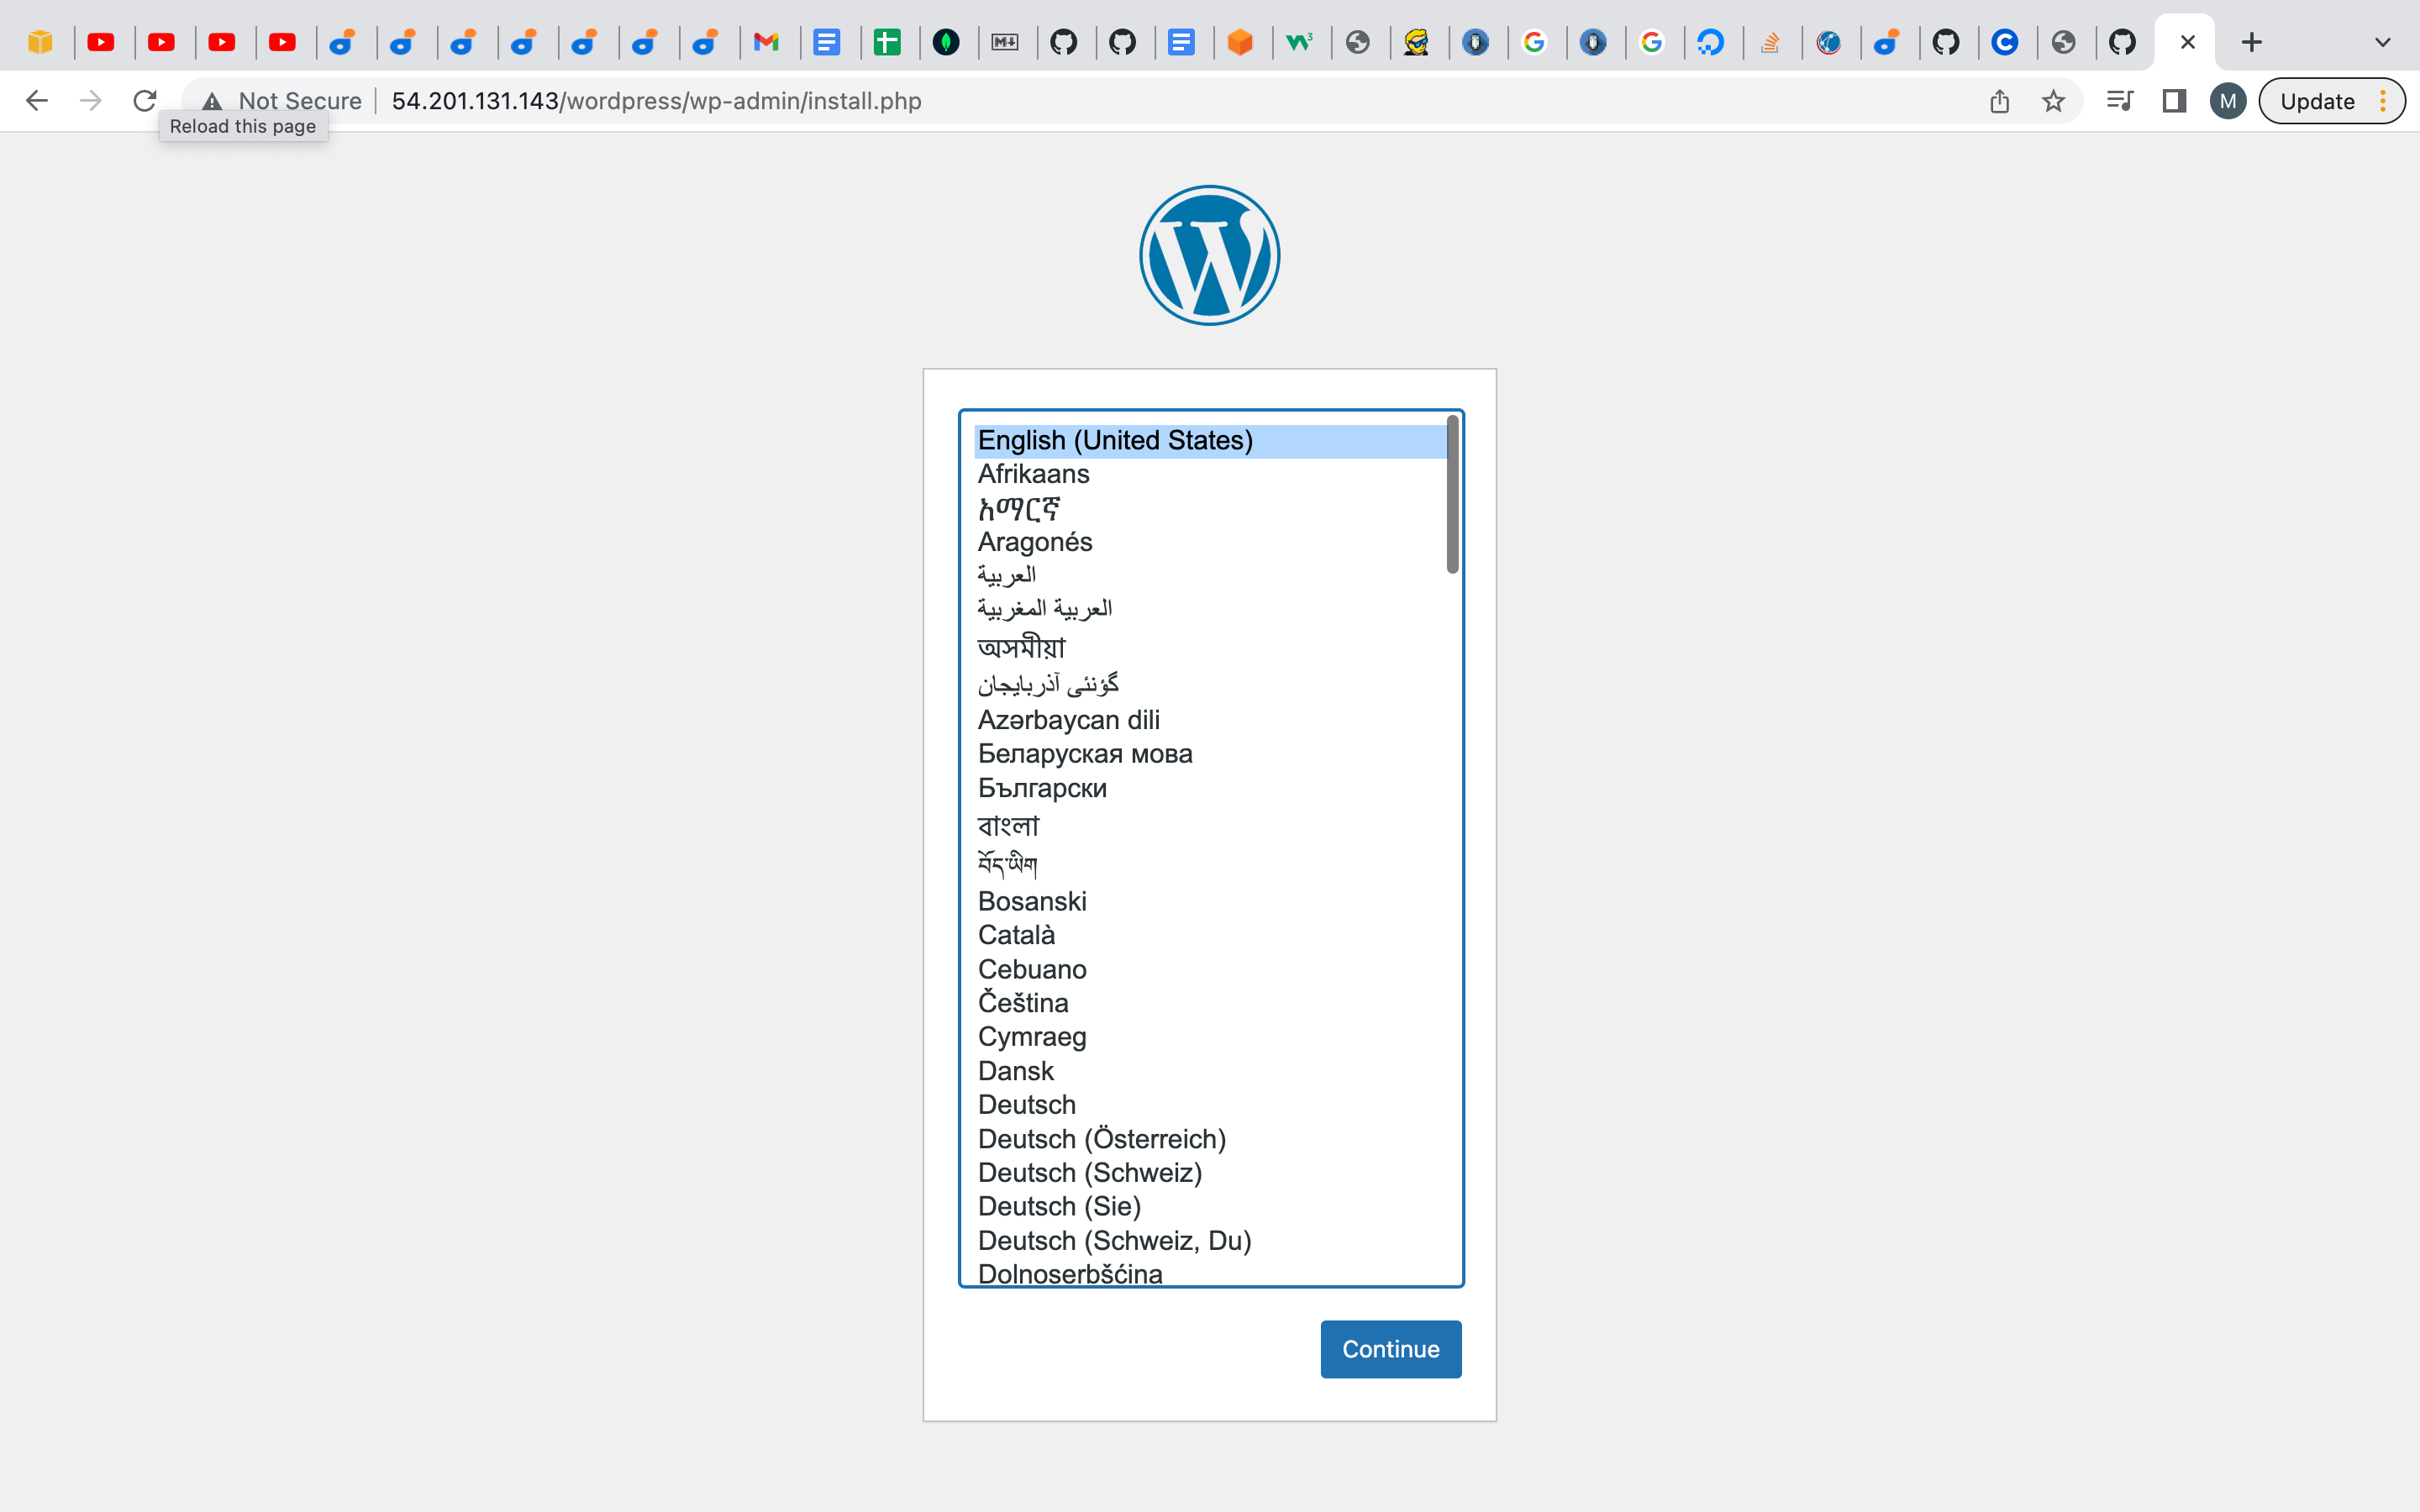 Not Secure 54.201.131.143/wordpress/wp-admin/install.php
M
Update
Reload this page
English (United States)
Afrikaans
አማርኛ
Aragonés
العربية
العربية المغربية
অসমীয়া
گؤنئی آذربایجان
Azərbaycan dili
Беларуская мова
Български
বাংলা
བོད་ཡིག
Bosanski
Català
Cebuano
Čeština
Cymraeg
Dansk
Deutsch
Deutsch (Österreich)
Deutsch (Schweiz)
Deutsch (Sie)
Deutsch (Schweiz, Du)
Dolnoserbšćina
Continue